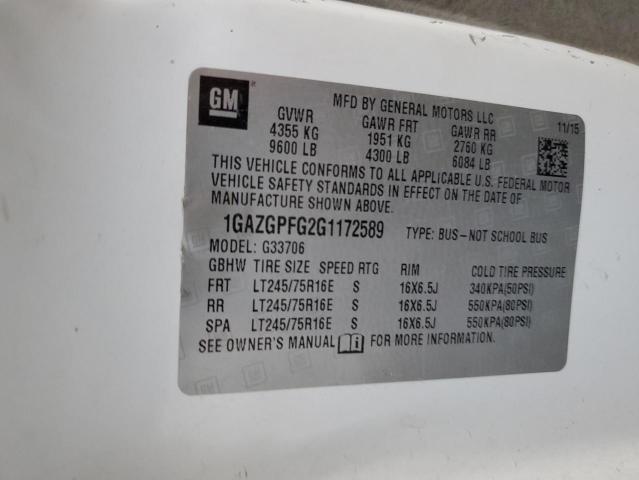 GM
MFD BY GENERAL MOTORS LLC
GVWR GAWR FRT GAWR RR 11/15
4355 KG 1951 KG 2760 KG
9600 LB 4300 LB 6084 LB
THIS VEHICLE CONFORMS TO ALL APPLICABLE U.S. FEDERAL MOTOR
VEHICLE SAFETY STANDARDS IN EFFECT ON THE DATE OF
MANUFACTURE SHOWN ABOVE.
1GAZGPFG2G1172589 TYPE: BUS–NOT SCHOOL BUS
MODEL: G33706
GBHW TIRE SIZE SPEED RTG RIM COLD TIRE PRESSURE
FRT LT245/75R16E S 16X6.5J 340KPA(50PSI)
RR LT245/75R16E S 16X6.5J 550KPA(80PSI)
SPA LT245/75R16E S 16X6.5J 550KPA(80PSI)
SEE OWNER'S MANUAL FOR MORE INFORMATION.